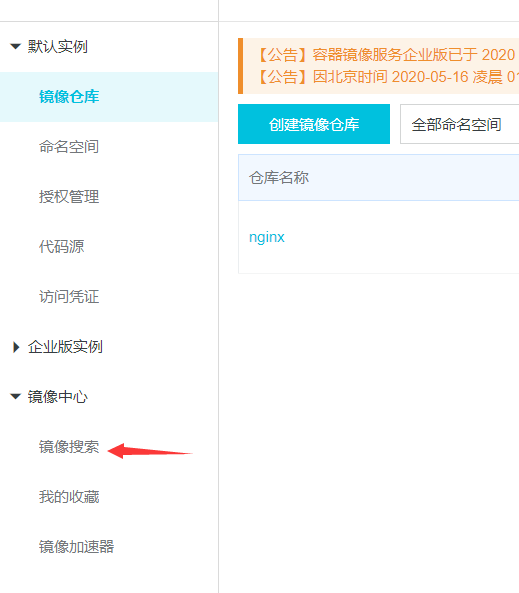 默认实例
镜像仓库
命名空间
授权管理
代码源
访问凭证
企业版实例
镜像中心
镜像搜索
我的收藏
镜像加速器
【公告】容器镜像服务企业版已于 2020
【公告】因北京时间 2020-05-16 凌晨 01
创建镜像仓库
全部命名空间
仓库名称
nginx